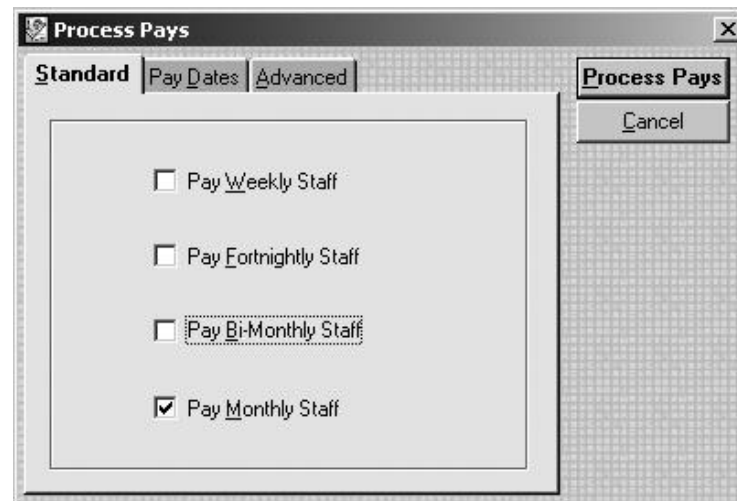 Process Pays
Standard Pay Dates Advanced
Process Pays
Cancel
Pay Weekly Staff
Pay Fortnightly Staff
Pay Bi-Monthly Staff
Pay Monthly Staff